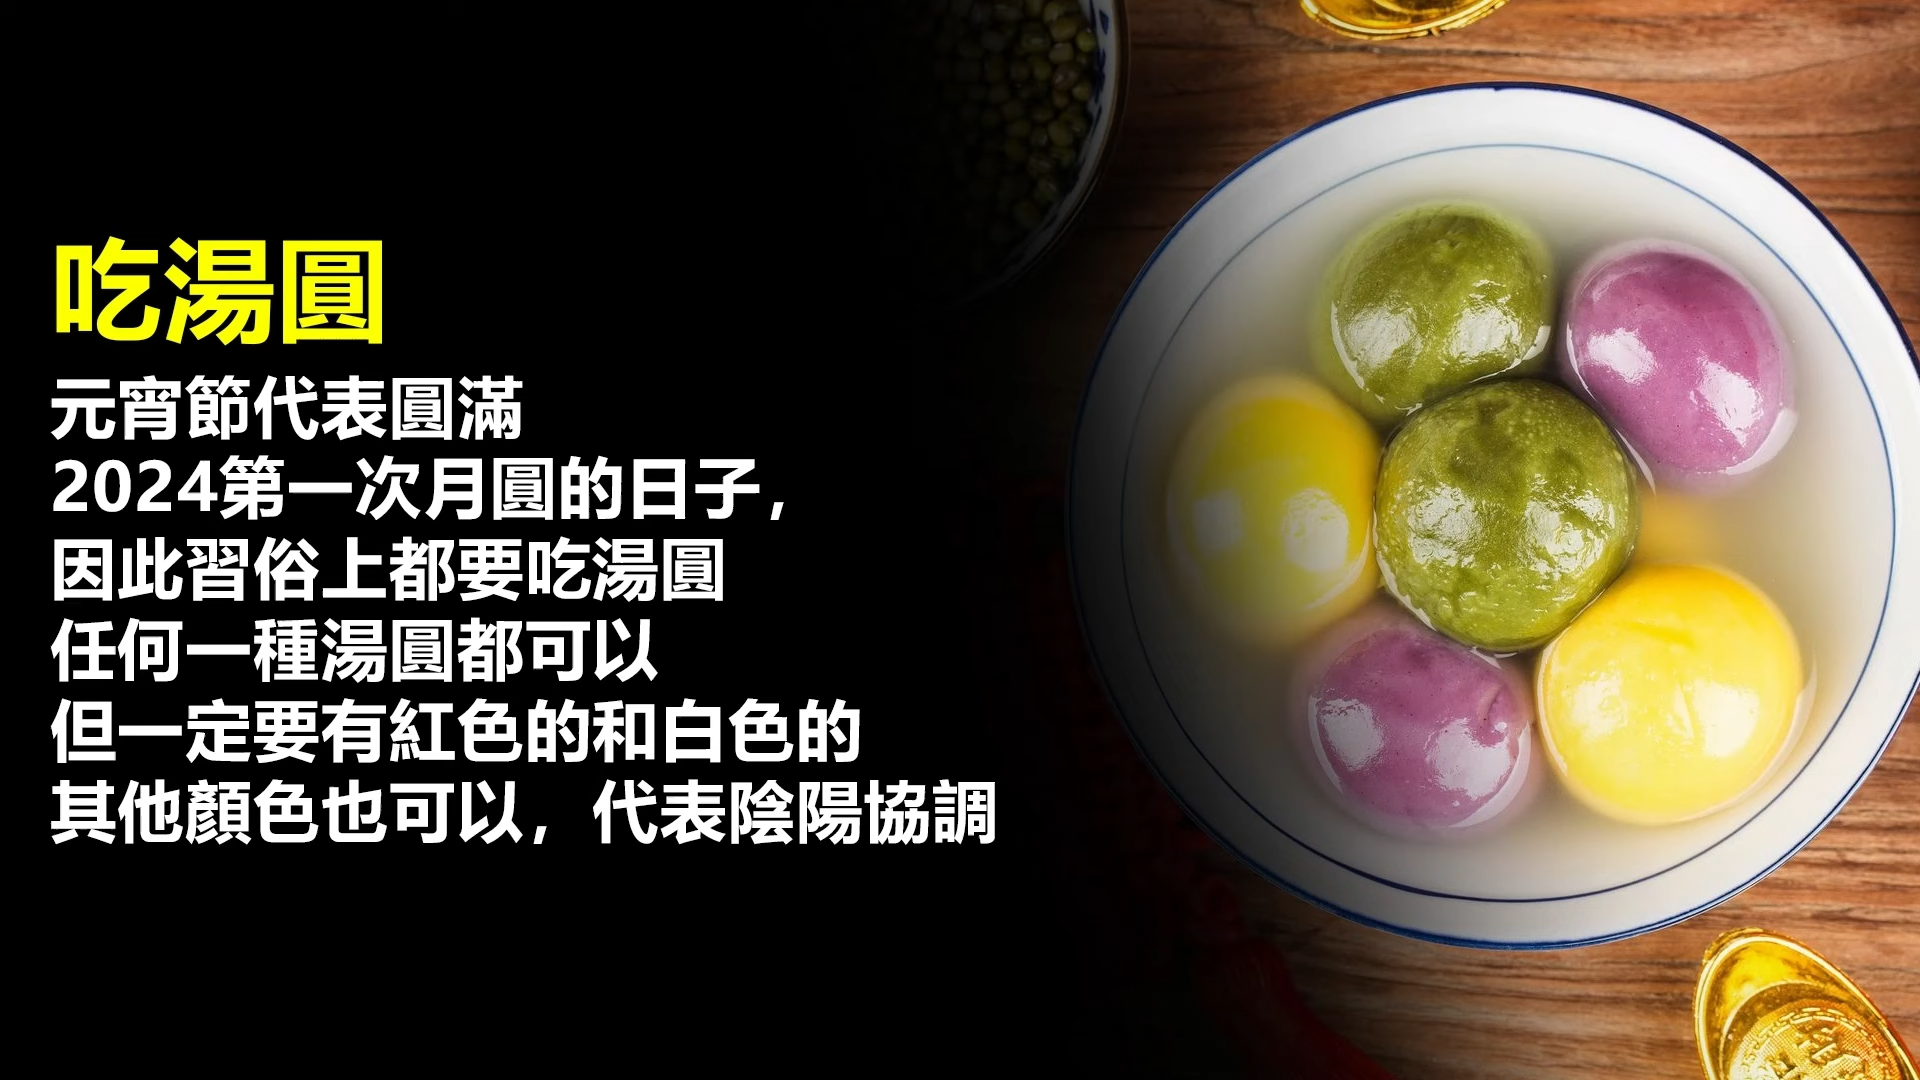 吃湯圓
元宵節代表圓滿
2024第一次月圓的日子，
因此習俗上都要吃湯圓
任何一種湯圓都可以
但一定要有紅色的和白色的
其他顏色也可以，代表陰陽協調